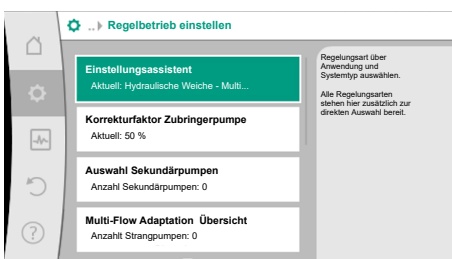 ..▸ Regelbetrieb einstellen
Einstellungsassistent
Aktuell: Hydraulische Weiche - Multi...
Korrekturfaktor Zubringerpumpe
Aktuell: 50 %
Auswahl Sekundärpumpen
Anzahl Sekundärpumpen: 0
Multi-Flow Adaptation Übersicht
Anzahlt Strangpumpen: 0
Regelungsart über
Anwendung und
Systemtyp auswählen.
Alle Regelungsarten
stehen hier zusätzlich zur
direkten Auswahl bereit.
?